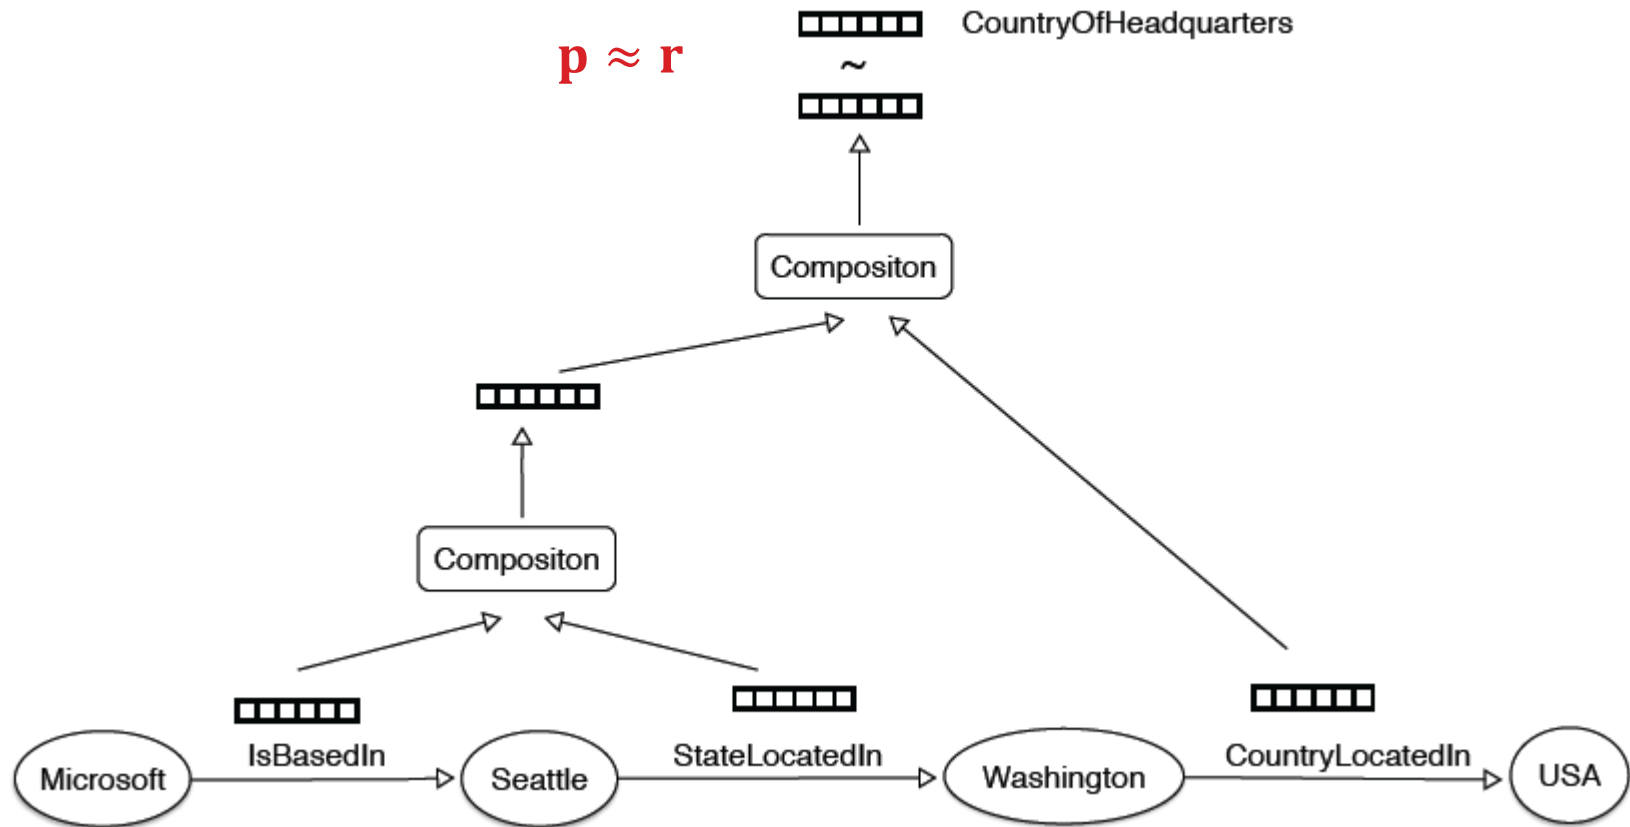 CountryOfHeadquarters
p ≈ r
~
Compositon
Compositon
IsBasedIn
StateLocatedIn
CountryLocatedIn
Microsoft
Seattle
Washington
USA